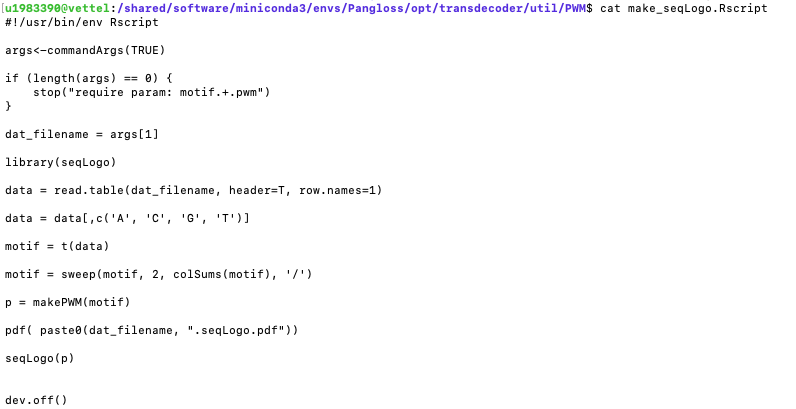 [u1983390@vettel:/shared/software/miniconda3/envs/Pangloss/opt/transdecoder/util/PWM$ cat make_seqLogo.Rscript
#!/usr/bin/env Rscript
args<-commandArgs(TRUE)
if (length(args) == 0) {
    stop("require param: motif.+.pwm")
}
dat_filename = args[1]
library(seqLogo)
data = read.table(dat_filename, header=T, row.names=1)
data = data[,c('A', 'C', 'G', 'T')]
motif = t(data)
motif = sweep(motif, 2, colSums(motif), '/')
p = makePWM(motif)
pdf( paste0(dat_filename, ".seqLogo.pdf"))
seqLogo(p)
dev.off()